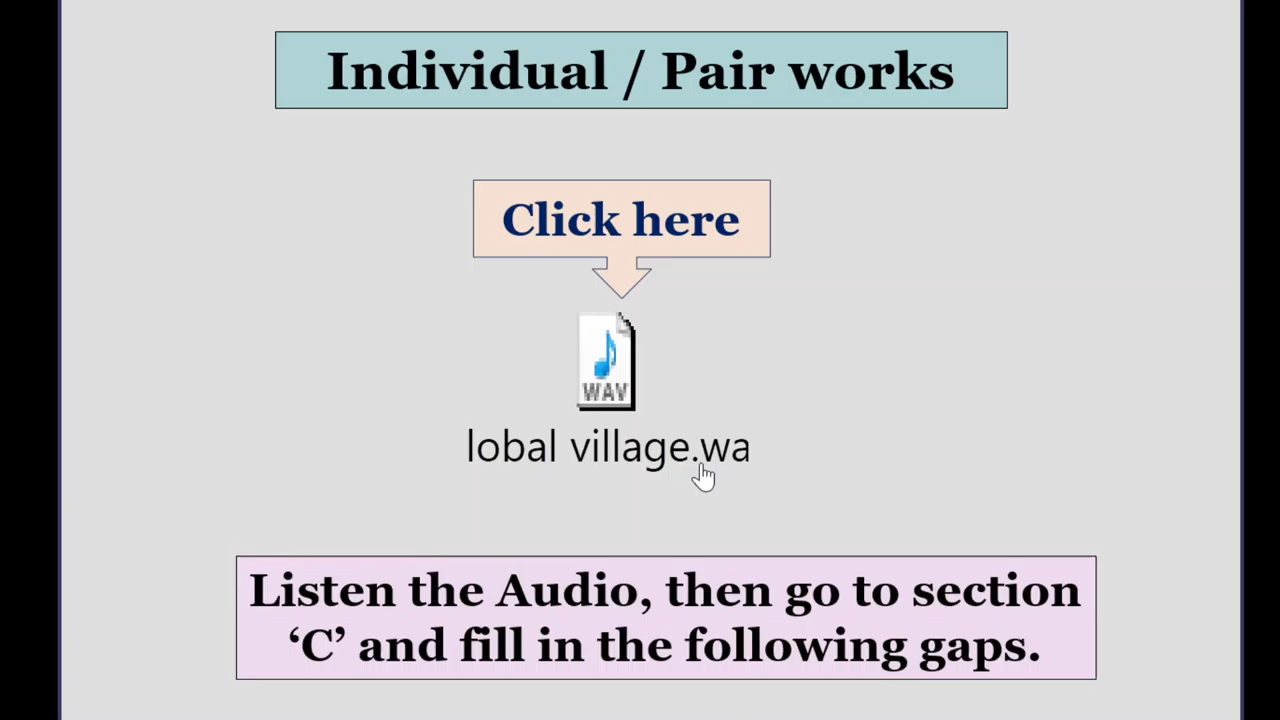 Individual / Pair works
Click here
WAV
lobal village.wa
Listen the Audio, then go to section
‘C’ and fill in the following gaps.